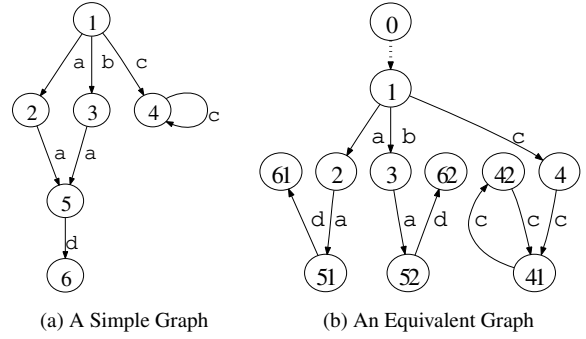 1
a b c
2 3 4 c
a a
5
d
6
(a) A Simple Graph
0
1
a b c
61 2 3 62 42 4
d a a d c c c
51 52 41
(b) An Equivalent Graph